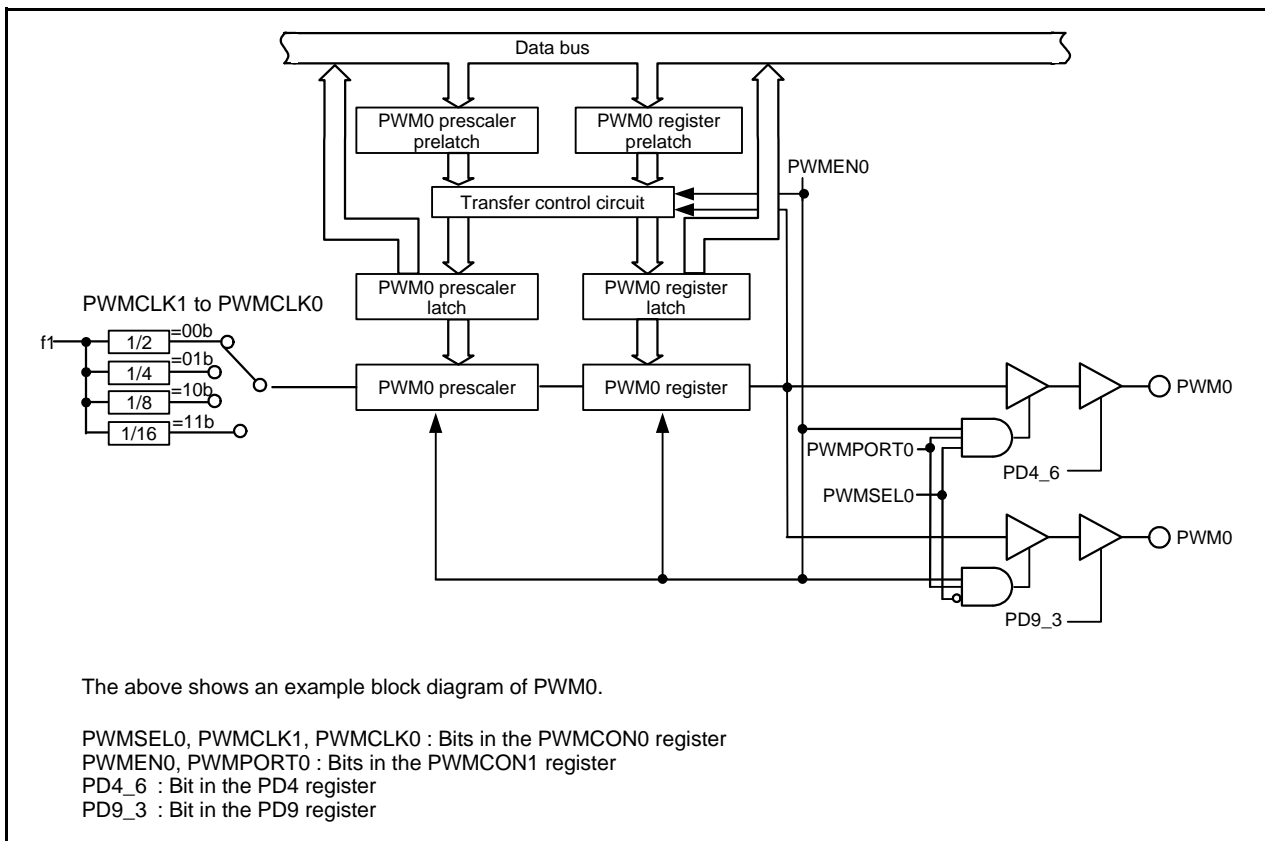 Data bus
PWM0 prescaler
prelatch
PWM0 register
prelatch
PWMEN0
Transfer control circuit
PWM0 prescaler
latch
PWM0 register
latch
PWMCLK1 to PWMCLK0
f1
1/2
=00b
1/4
=01b
1/8
=10b
1/16
=11b
PWM0 prescaler
PWM0 register
PWM0
PWMPORT0
PD4_6
PWMSEL0
PWM0
PD9_3
The above shows an example block diagram of PWM0.
PWMSEL0, PWMCLK1, PWMCLK0 : Bits in the PWMCON0 register
PWMEN0, PWMPORT0 : Bits in the PWMCON1 register
PD4_6 : Bit in the PD4 register
PD9_3 : Bit in the PD9 register